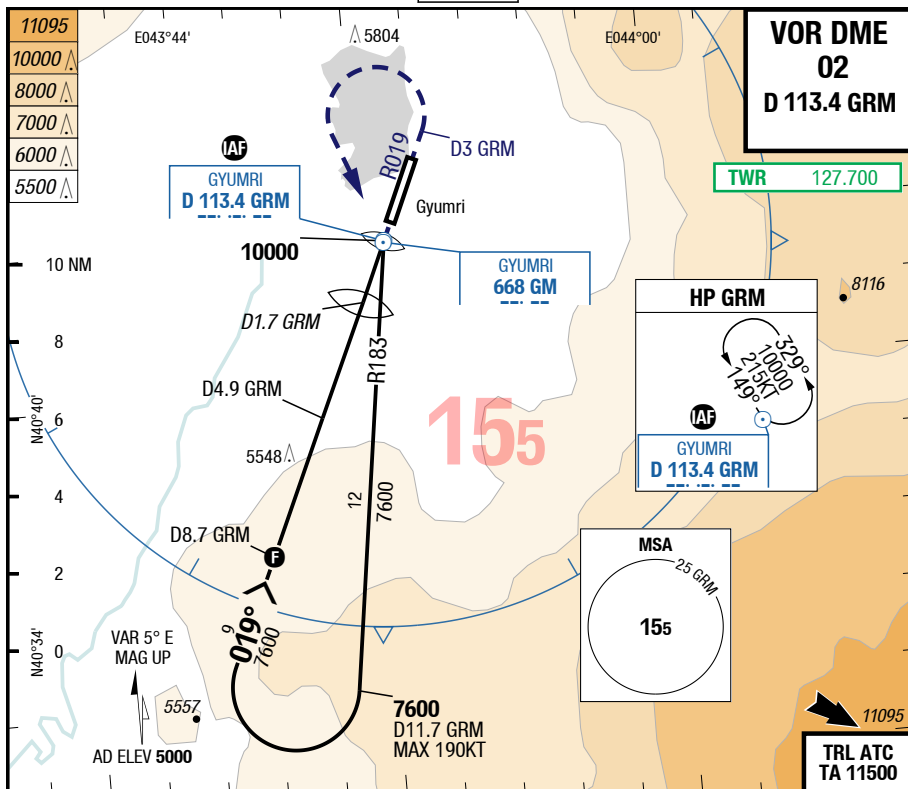 11095
10000
8000
7000
6000
5500
E043°44'
5804
E044°00'
VOR DME
02
D 113.4 GRM
TWR 127.700
IAF
GYUMRI
D 113.4 GRM
R019
D3 GRM
Gyumri
10000
GYUMRI
668 GM
10 NM
8
6
4
2
0
N40°40'
N40°34'
D1.7 GRM
R183
D4.9 GRM
5548
12
7600
155
D8.7 GRM
F
019°
9
7600
HP GRM
329°
10000
215KT
149°
IAF
GYUMRI
D 113.4 GRM
8116
MSA
25 GRM
155
VAR 5° E
MAG UP
5557
AD ELEV 5000
7600
D11.7 GRM
MAX 190KT
11095
TRL ATC
TA 11500